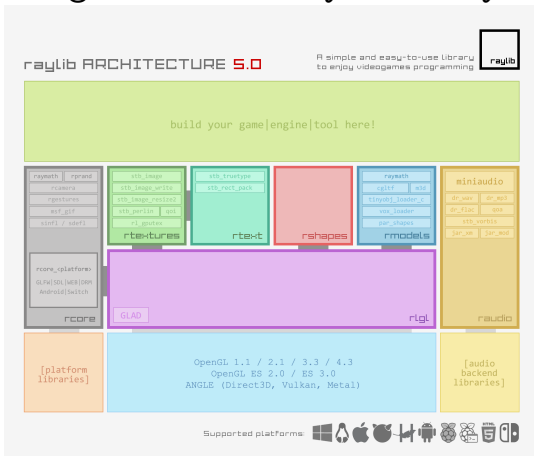 raylib ARCHITECTURE 5.0
A simple and easy-to-use library
to enjoy videogames programming
raylib
build your game|engine|tool here!
raymath rprand
rcamera
rgestures
msf_gif
sinfl / sdefl
rcore_<platform>
GLFW|SDL|WEB|DRM
Android|Switch
rcore
stb_image
stb_image_write
stb_image_resize2
stb_perlin qoi
rl_gputex
rtextures
stb_truetype
stb_rect_pack
rtext
rshapes
raymath
cgltf m3d
tinyobj_loader_c
vox_loader
par_shapes
rmodels
miniaudio
dr_wav dr_mp3
dr_flac qoa
stb_vorbis
jar_xm jar_mod
raudio
GLAD
rlgl
[platform
libraries]
OpenGL 1.1 / 2.1 / 3.3 / 4.3
OpenGL ES 2.0 / ES 3.0
ANGLE (Direct3D, Vulkan, Metal)
[audio
backend
libraries]
Supported platforms:
HTML